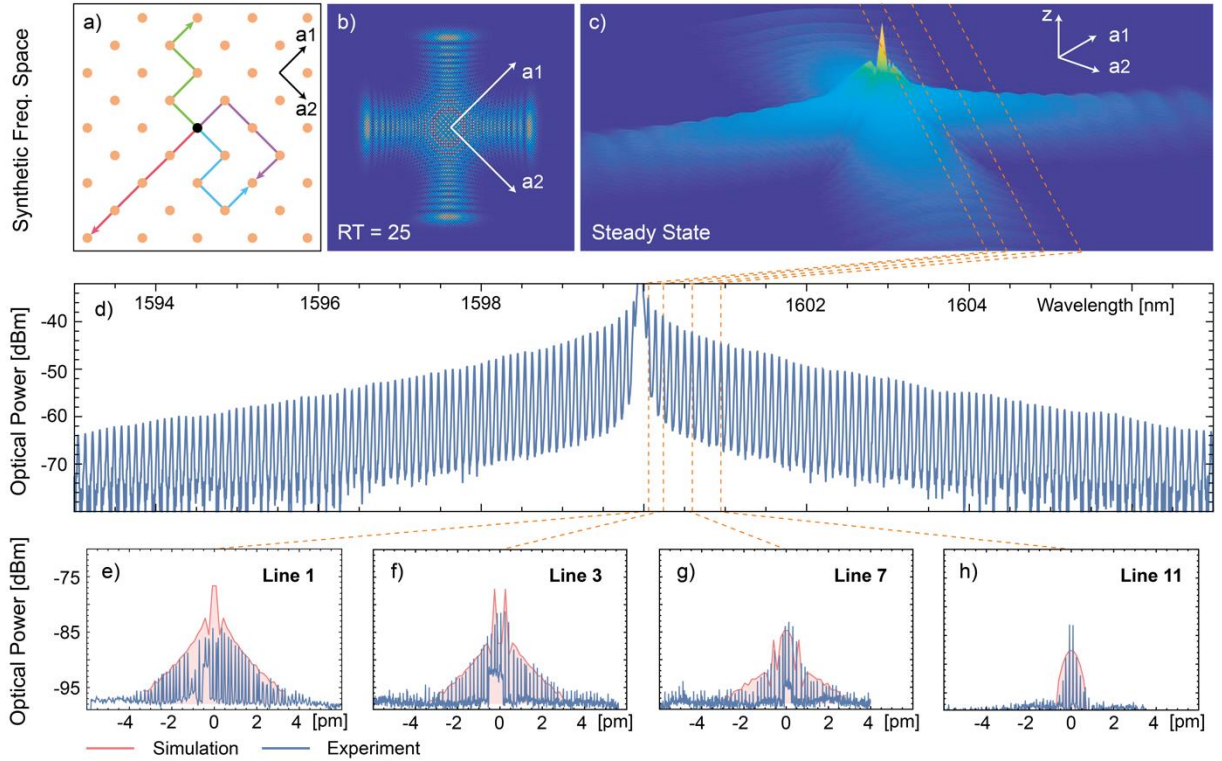 Synthetic Freq. Space
a)
a1
a2
b)
a1
a2
RT = 25
c)
z
a1
a2
Steady State
Optical Power [dBm]
d)
1594
1596
1598
1602
1604
Wavelength [nm]
-40
-50
-60
-70
Optical Power [dBm]
-75
-85
-95
e)
Line 1
-4 -2 0 2 4 [pm]
f)
Line 3
-4 -2 0 2 4 [pm]
g)
Line 7
-4 -2 0 2 4 [pm]
h)
Line 11
-4 -2 0 2 4 [pm]
Simulation
Experiment